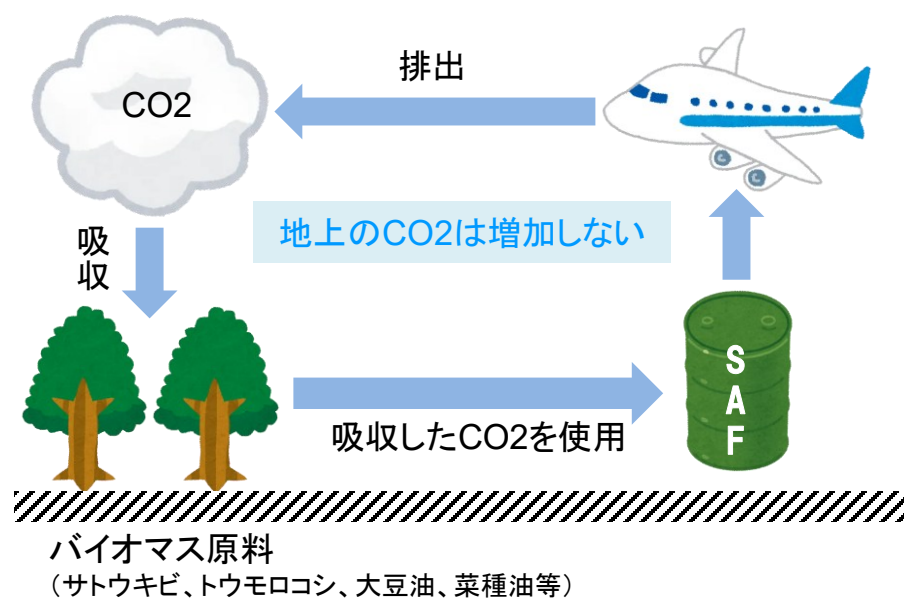 排出
CO2
地上のCO2は増加しない
吸収
SAF
吸収したCO2を使用
バイオマス原料
（サトウキビ、トウモロコシ、大豆油、菜種油等）